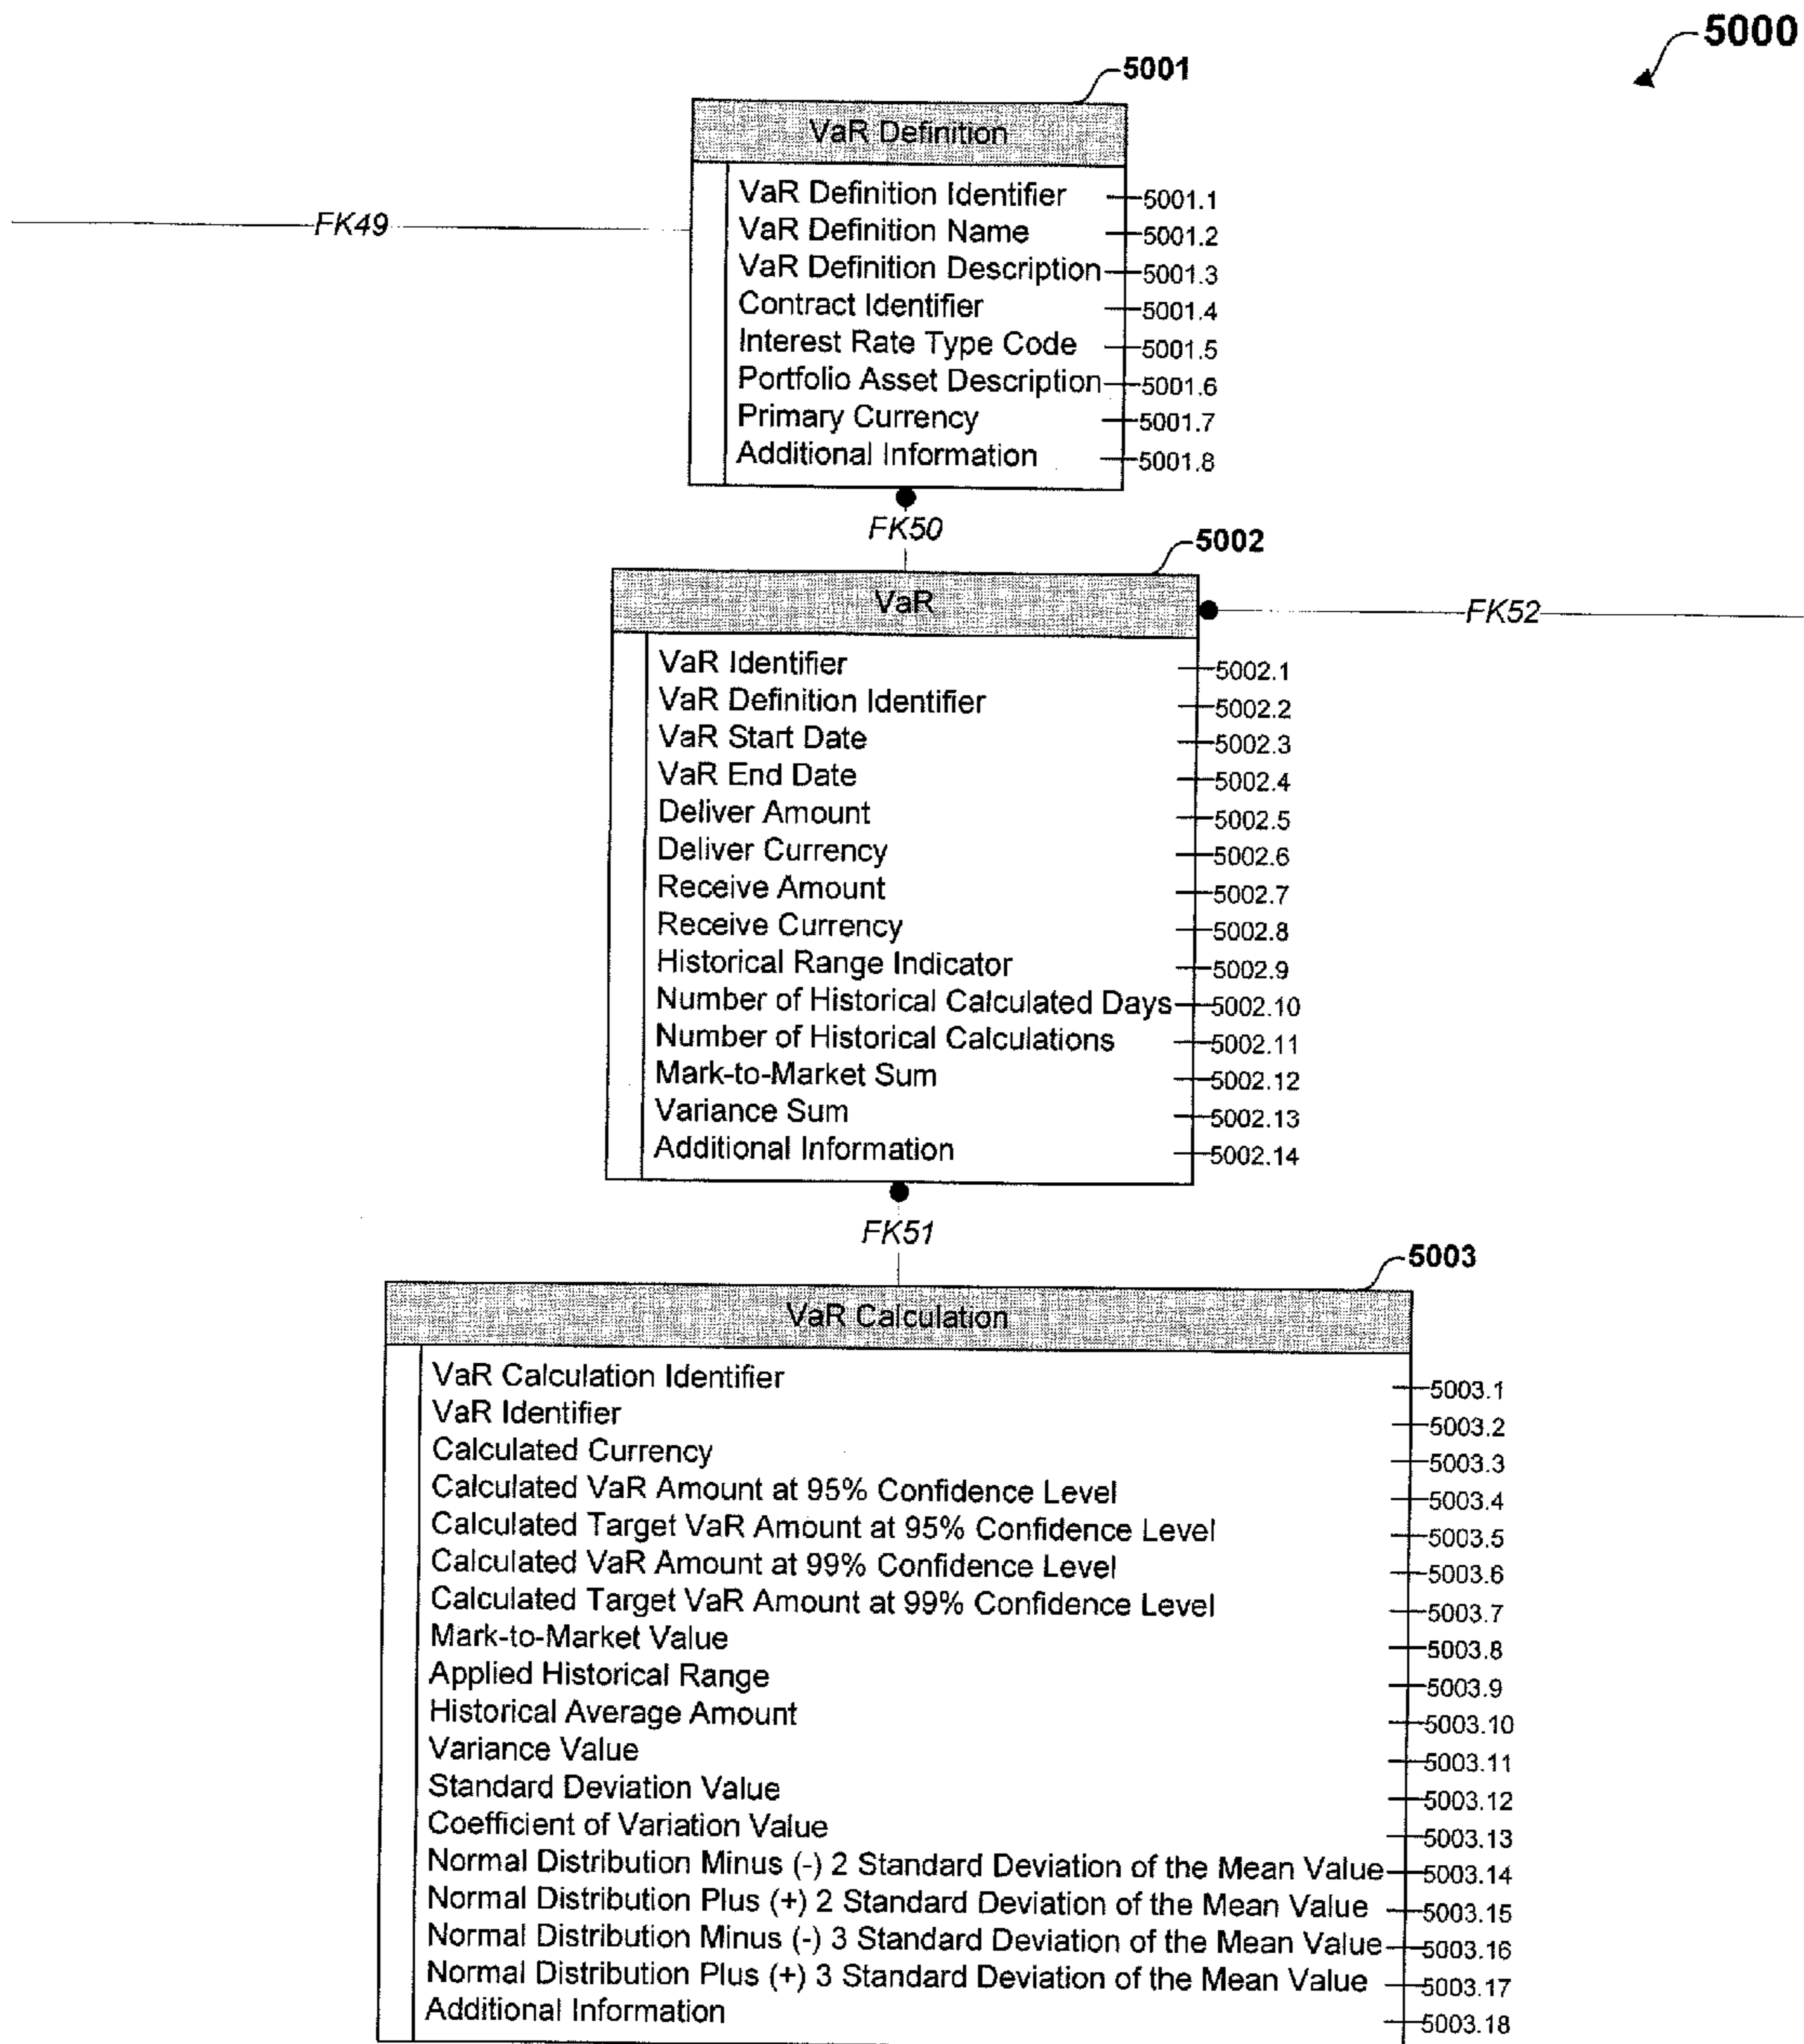 5000
5001
VaR Definition
VaR Definition Identifier 5001.1
FK49
VaR Definition Name 5001.2
VaR Definition Description 5001.3
Contract Identifier 5001.4
Interest Rate Type Code 5001.5
Portfolio Asset Description 5001.6
Primary Currency 5001.7
Additional Information 5001.8
FK50
5002
VaR
FK52
VaR Identifier 5002.1
VaR Definition Identifier 5002.2
VaR Start Date 5002.3
VaR End Date 5002.4
Deliver Amount 5002.5
Deliver Currency 5002.6
Receive Amount 5002.7
Receive Currency 5002.8
Historical Range Indicator 5002.9
Number of Historical Calculated Days 5002.10
Number of Historical Calculations 5002.11
Mark-to-Market Sum 5002.12
Variance Sum 5002.13
Additional Information 5002.14
FK51
5003
VaR Calculation
VaR Calculation Identifier 5003.1
VaR Identifier 5003.2
Calculated Currency 5003.3
Calculated VaR Amount at 95% Confidence Level 5003.4
Calculated Target VaR Amount at 95% Confidence Level 5003.5
Calculated VaR Amount at 99% Confidence Level 5003.6
Calculated Target VaR Amount at 99% Confidence Level 5003.7
Mark-to-Market Value 5003.8
Applied Historical Range 5003.9
Historical Average Amount 5003.10
Variance Value 5003.11
Standard Deviation Value 5003.12
Coefficient of Variation Value 5003.13
Normal Distribution Minus (-) 2 Standard Deviation of the Mean Value 5003.14
Normal Distribution Plus (+) 2 Standard Deviation of the Mean Value 5003.15
Normal Distribution Minus (-) 3 Standard Deviation of the Mean Value 5003.16
Normal Distribution Plus (+) 3 Standard Deviation of the Mean Value 5003.17
Additional Information 5003.18